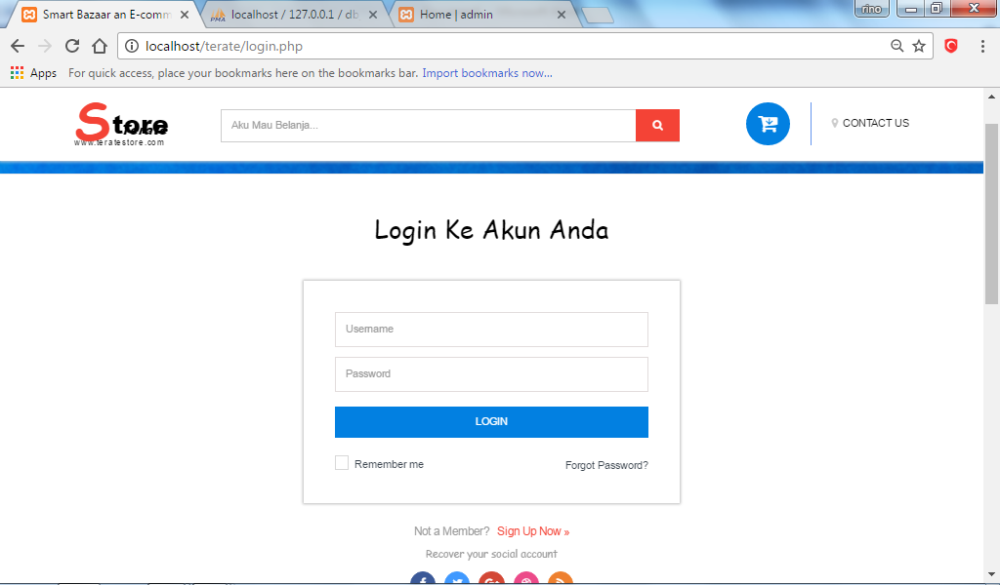 Smart Bazaar an E-comm
localhost / 127.0.0.1 / db
Home | admin
rino
localhost/terate/login.php
Apps For quick access, place your bookmarks here on the bookmarks bar. Import bookmarks now...
Store
Terate
www.teratestore.com
Aku Mau Belanja...
CONTACT US
Login Ke Akun Anda
Username
Password
LOGIN
Remember me
Forgot Password?
Not a Member? Sign Up Now »
Recover your social account